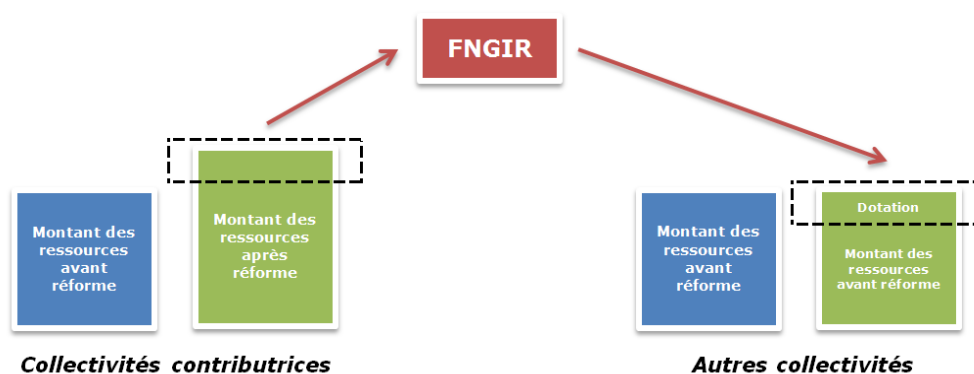 FNGIR
Montant des
ressources
avant
réforme
Montant des
ressources
après
réforme
Montant des
ressources
avant
réforme
Dotation
Montant des
ressources
avant réforme
Collectivités contributrices
Autres collectivités